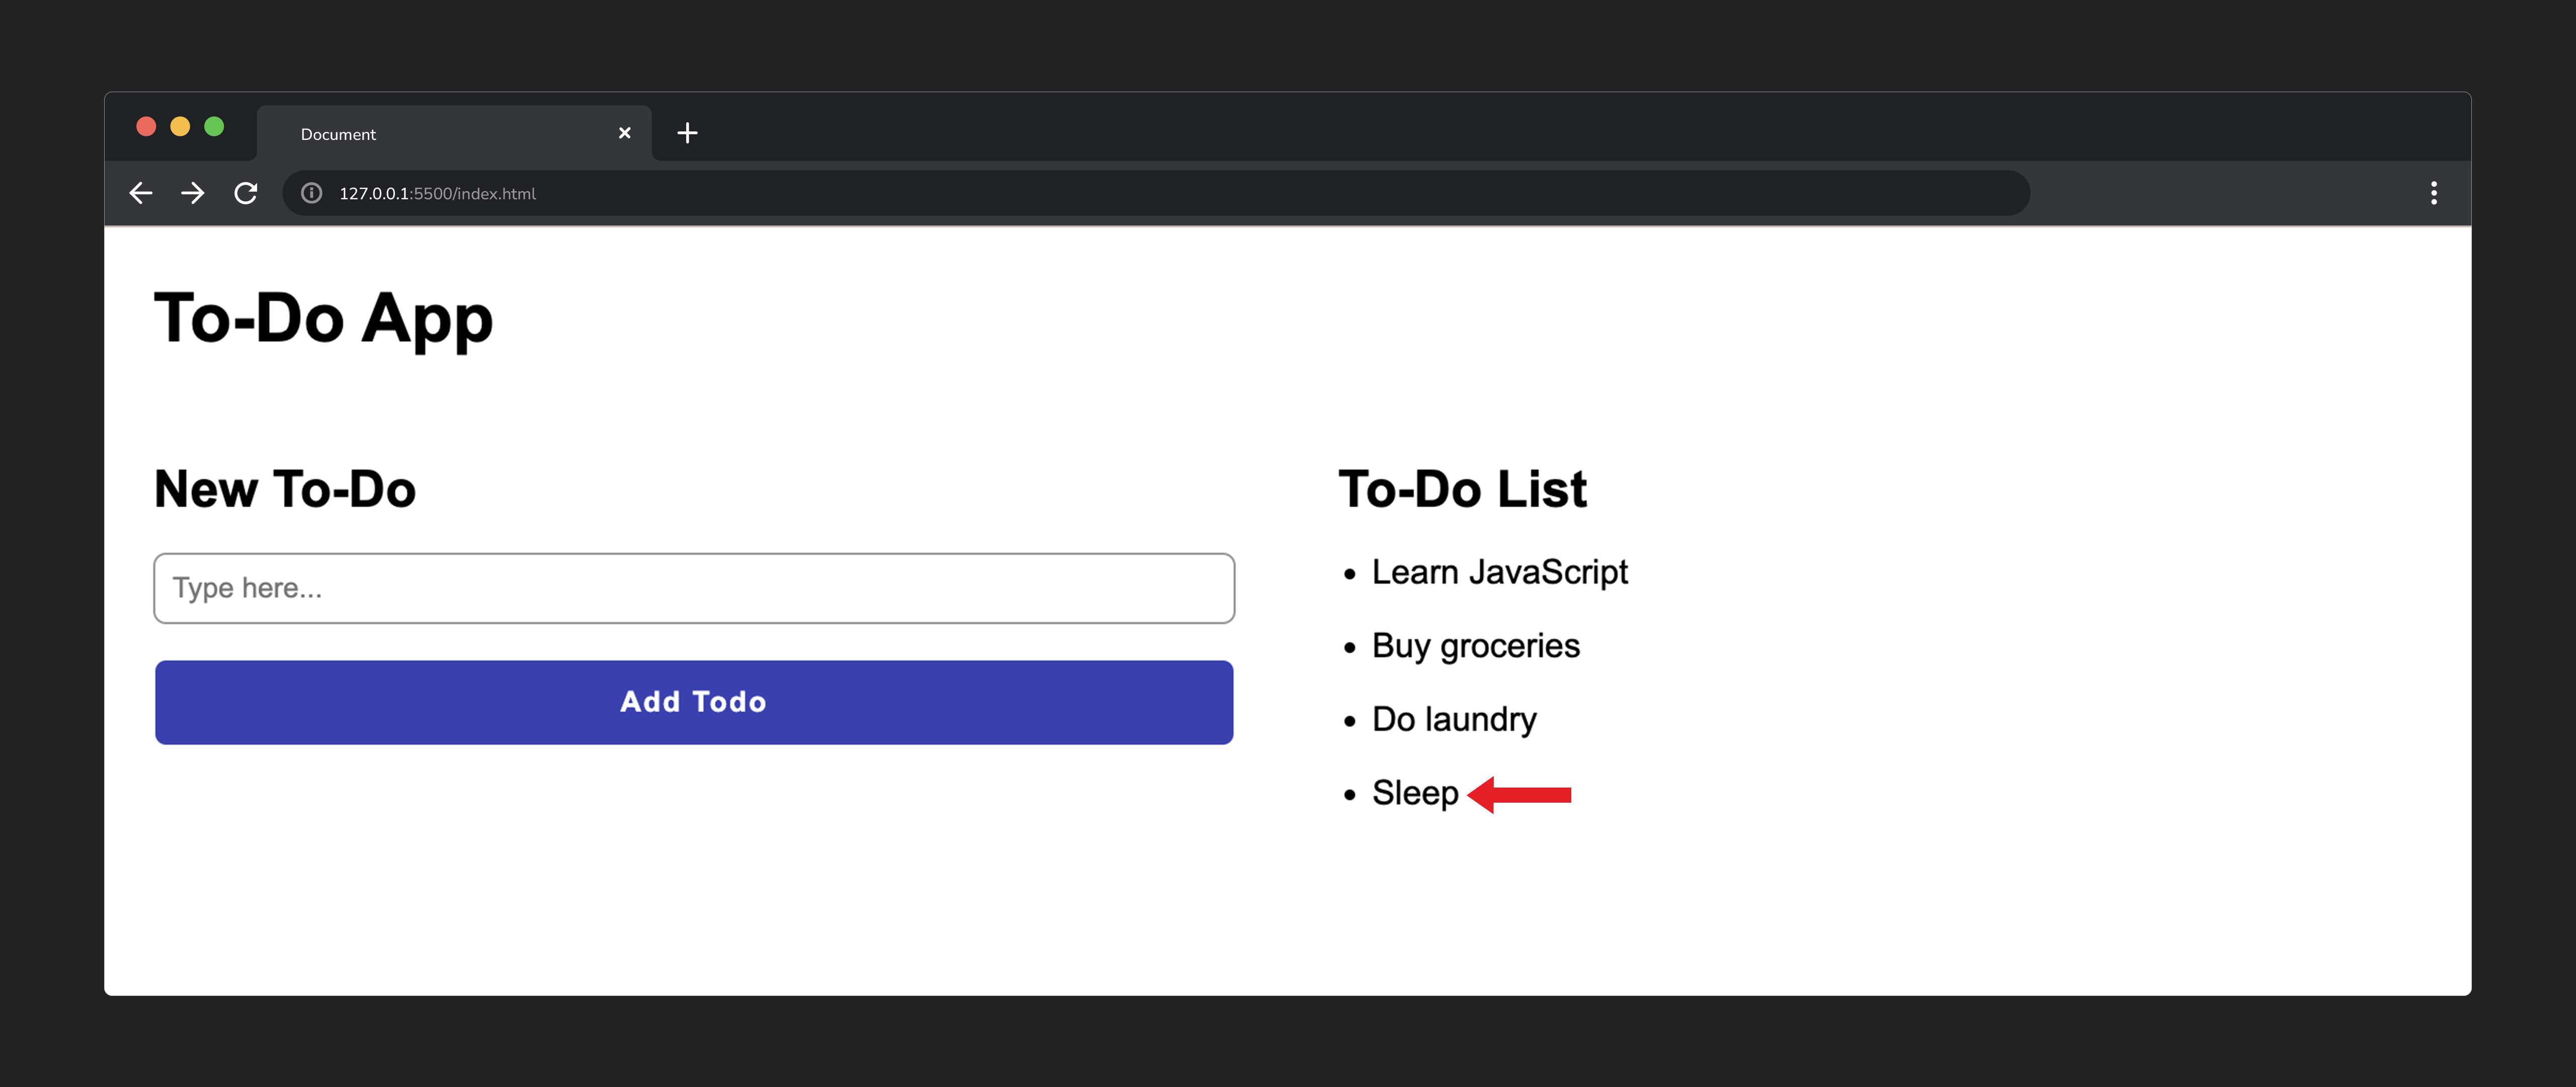 Document
127.0.0.1:5500/index.html
To-Do App
New To-Do
Type here...
Add Todo
To-Do List
Learn JavaScript
Buy groceries
Do laundry
Sleep